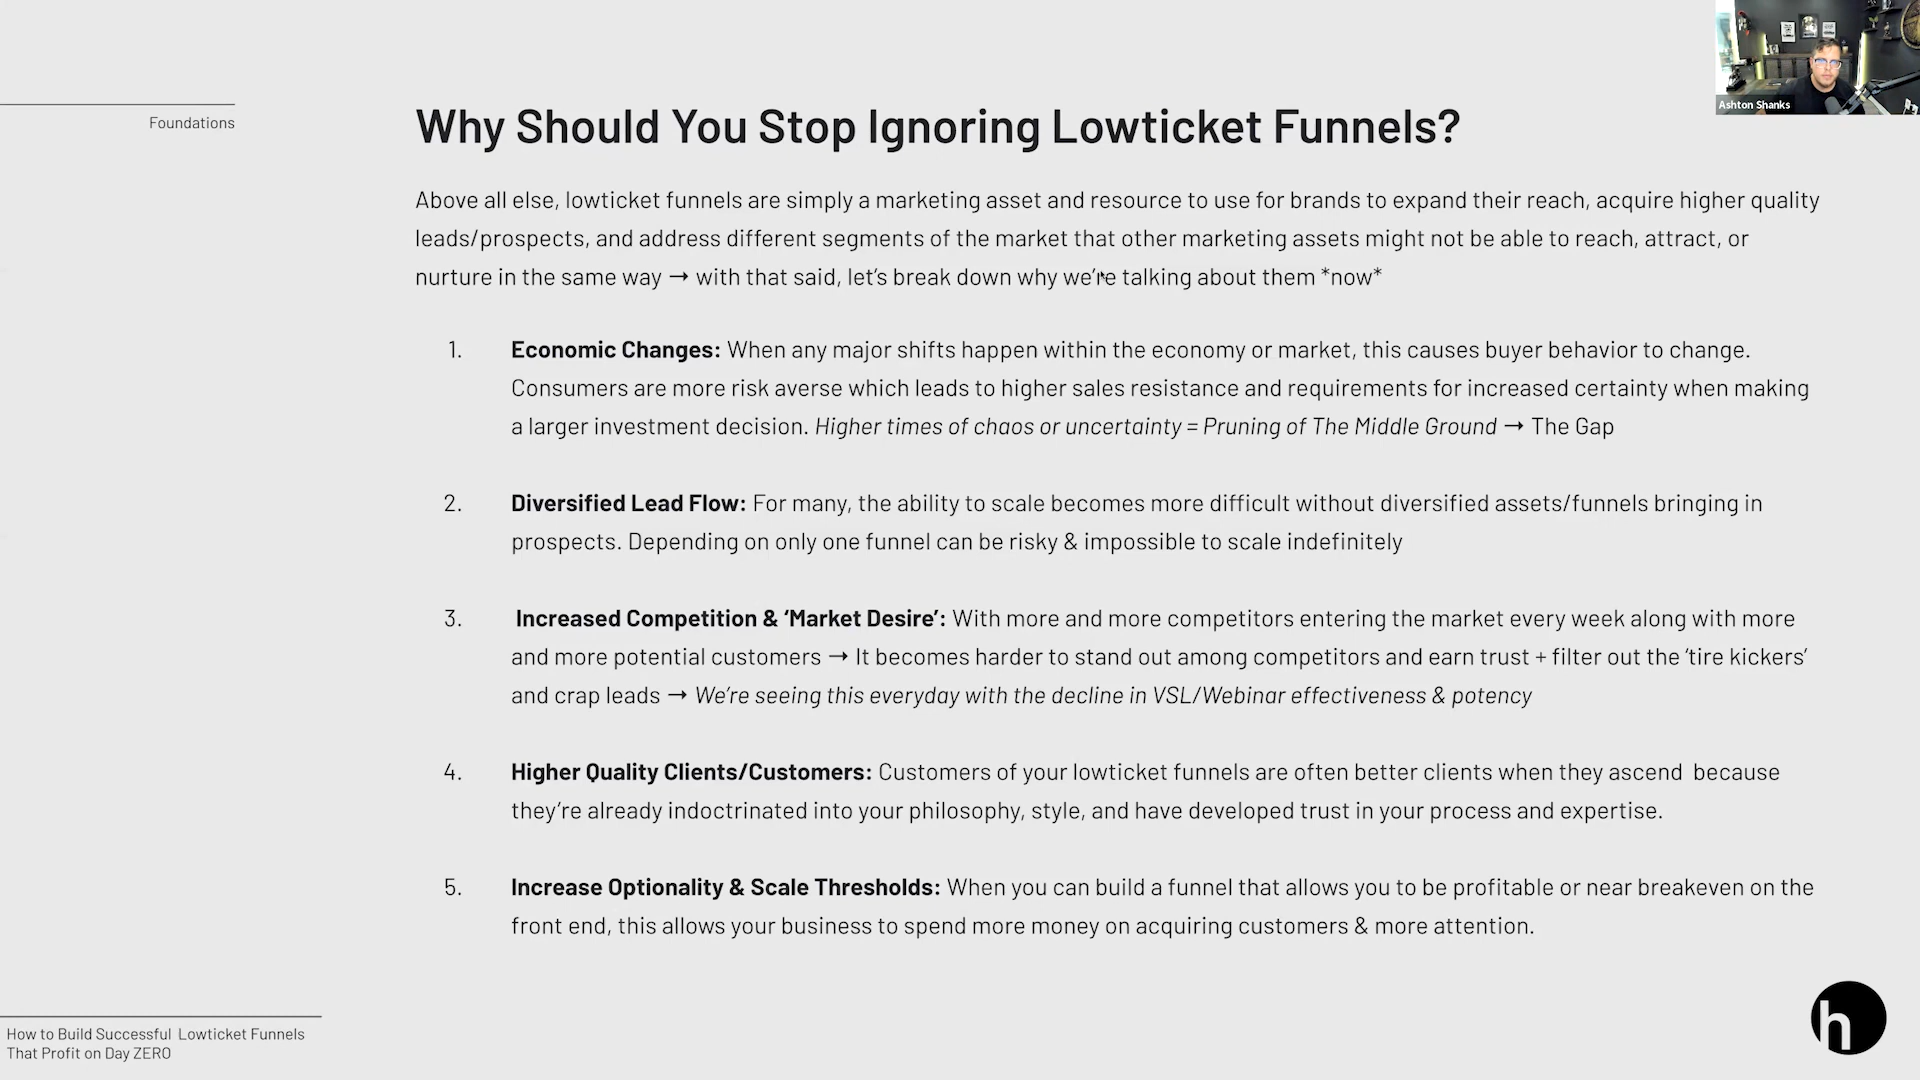 Ashton Shanks
Foundations
Why Should You Stop Ignoring Lowticket Funnels?
Above all else, lowticket funnels are simply a marketing asset and resource to use for brands to expand their reach, acquire higher quality
leads/prospects, and address different segments of the market that other marketing assets might not be able to reach, attract, or
nurture in the same way → with that said, let's break down why we're talking about them *now*
1. Economic Changes: When any major shifts happen within the economy or market, this causes buyer behavior to change.
Consumers are more risk averse which leads to higher sales resistance and requirements for increased certainty when making
a larger investment decision. Higher times of chaos or uncertainty = Pruning of The Middle Ground → The Gap
2. Diversified Lead Flow: For many, the ability to scale becomes more difficult without diversified assets/funnels bringing in
prospects. Depending on only one funnel can be risky & impossible to scale indefinitely
3. Increased Competition & ‘Market Desire’: With more and more competitors entering the market every week along with more
and more potential customers → It becomes harder to stand out among competitors and earn trust + filter out the ‘tire kickers’
and crap leads → We're seeing this everyday with the decline in VSL/Webinar effectiveness & potency
4. Higher Quality Clients/Customers: Customers of your lowticket funnels are often better clients when they ascend because
they're already indoctrinated into your philosophy, style, and have developed trust in your process and expertise.
5. Increase Optionality & Scale Thresholds: When you can build a funnel that allows you to be profitable or near breakeven on the
front end, this allows your business to spend more money on acquiring customers & more attention.
How to Build Successful Lowticket Funnels
That Profit on Day ZERO
h